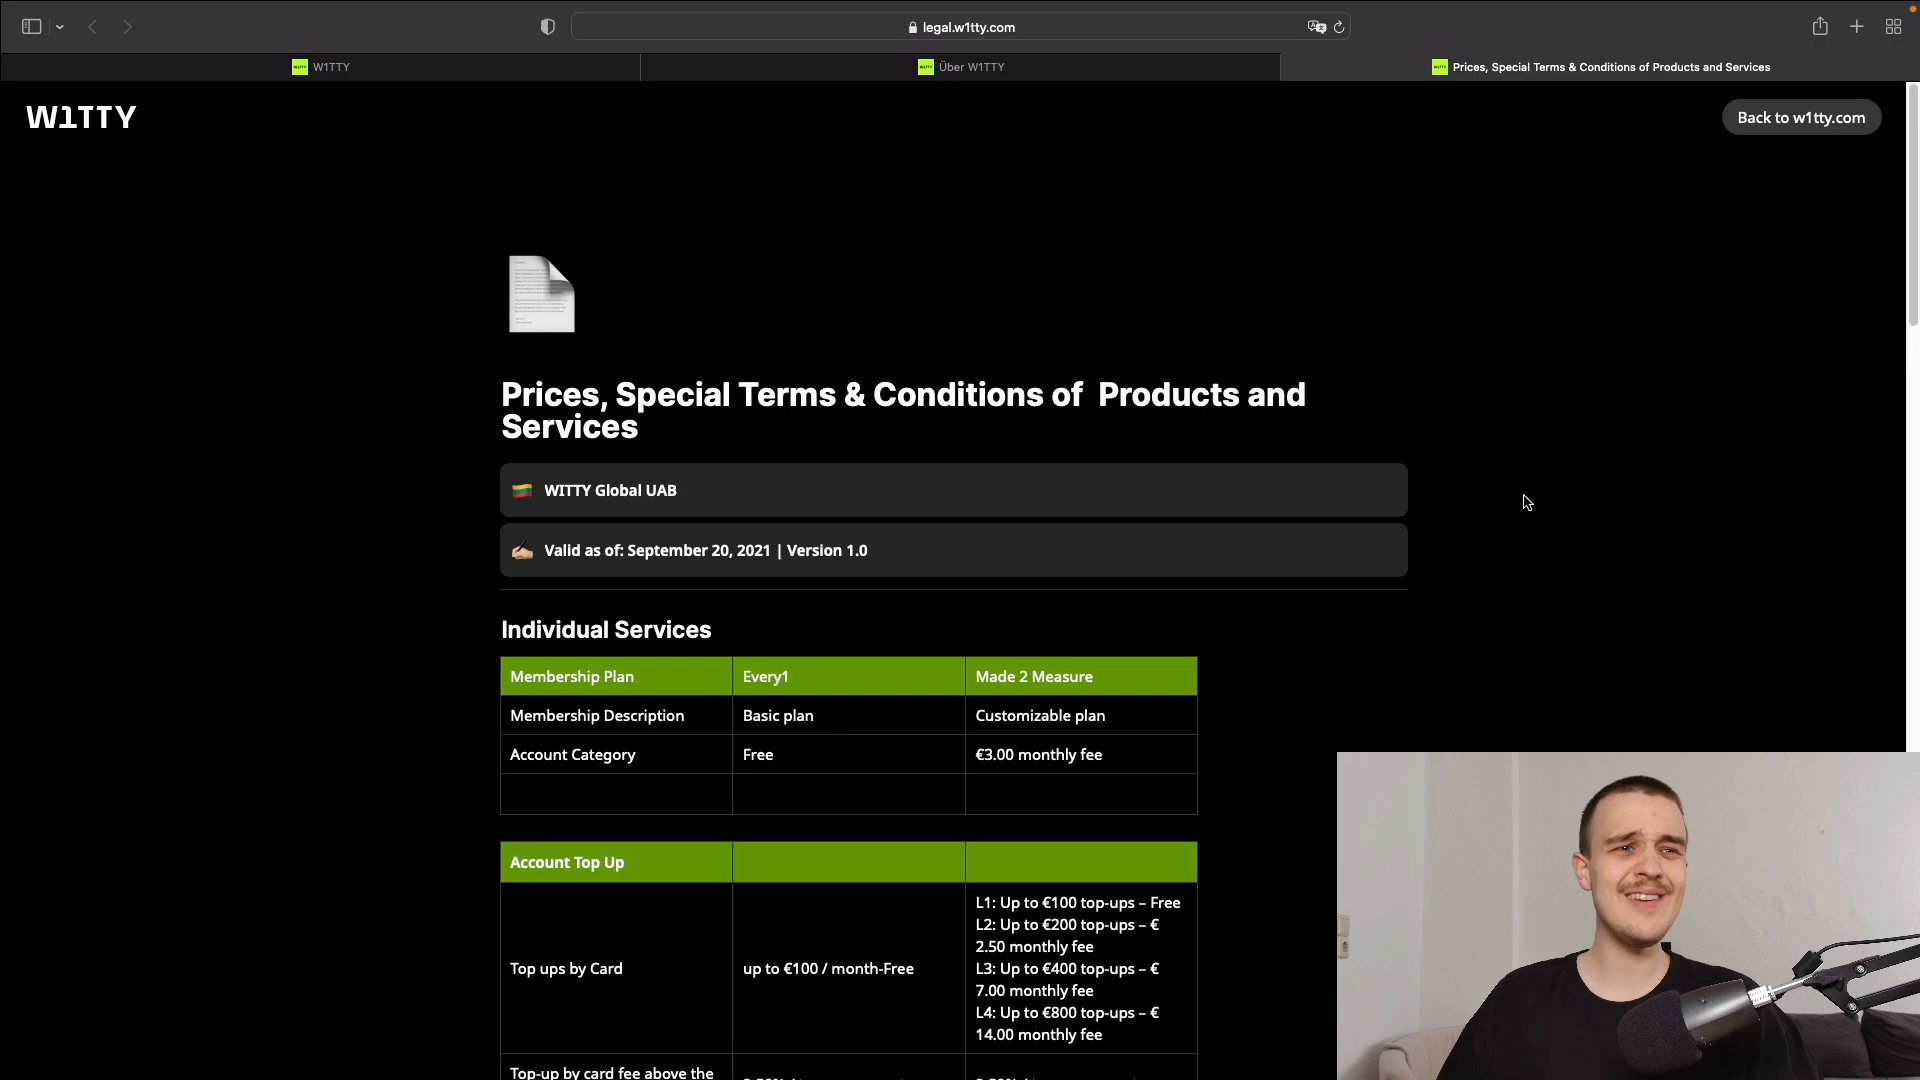 legal.w1tty.com
W1TTY
Über W1TTY
Prices, Special Terms & Conditions of Products and Services
W1TTY
Back to w1tty.com
Prices, Special Terms & Conditions of Products and
Services
WITTY Global UAB
Valid as of: September 20, 2021 | Version 1.0
Individual Services
Membership Plan
Every1
Made 2 Measure
Membership Description
Basic plan
Customizable plan
Account Category
Free
€3.00 monthly fee
Account Top Up
Top ups by Card
up to €100 / month-Free
L1: Up to €100 top-ups – Free
L2: Up to €200 top-ups – €
2.50 monthly fee
L3: Up to €400 top-ups – €
7.00 monthly fee
L4: Up to €800 top-ups – €
14.00 monthly fee
Top-up by card fee above the